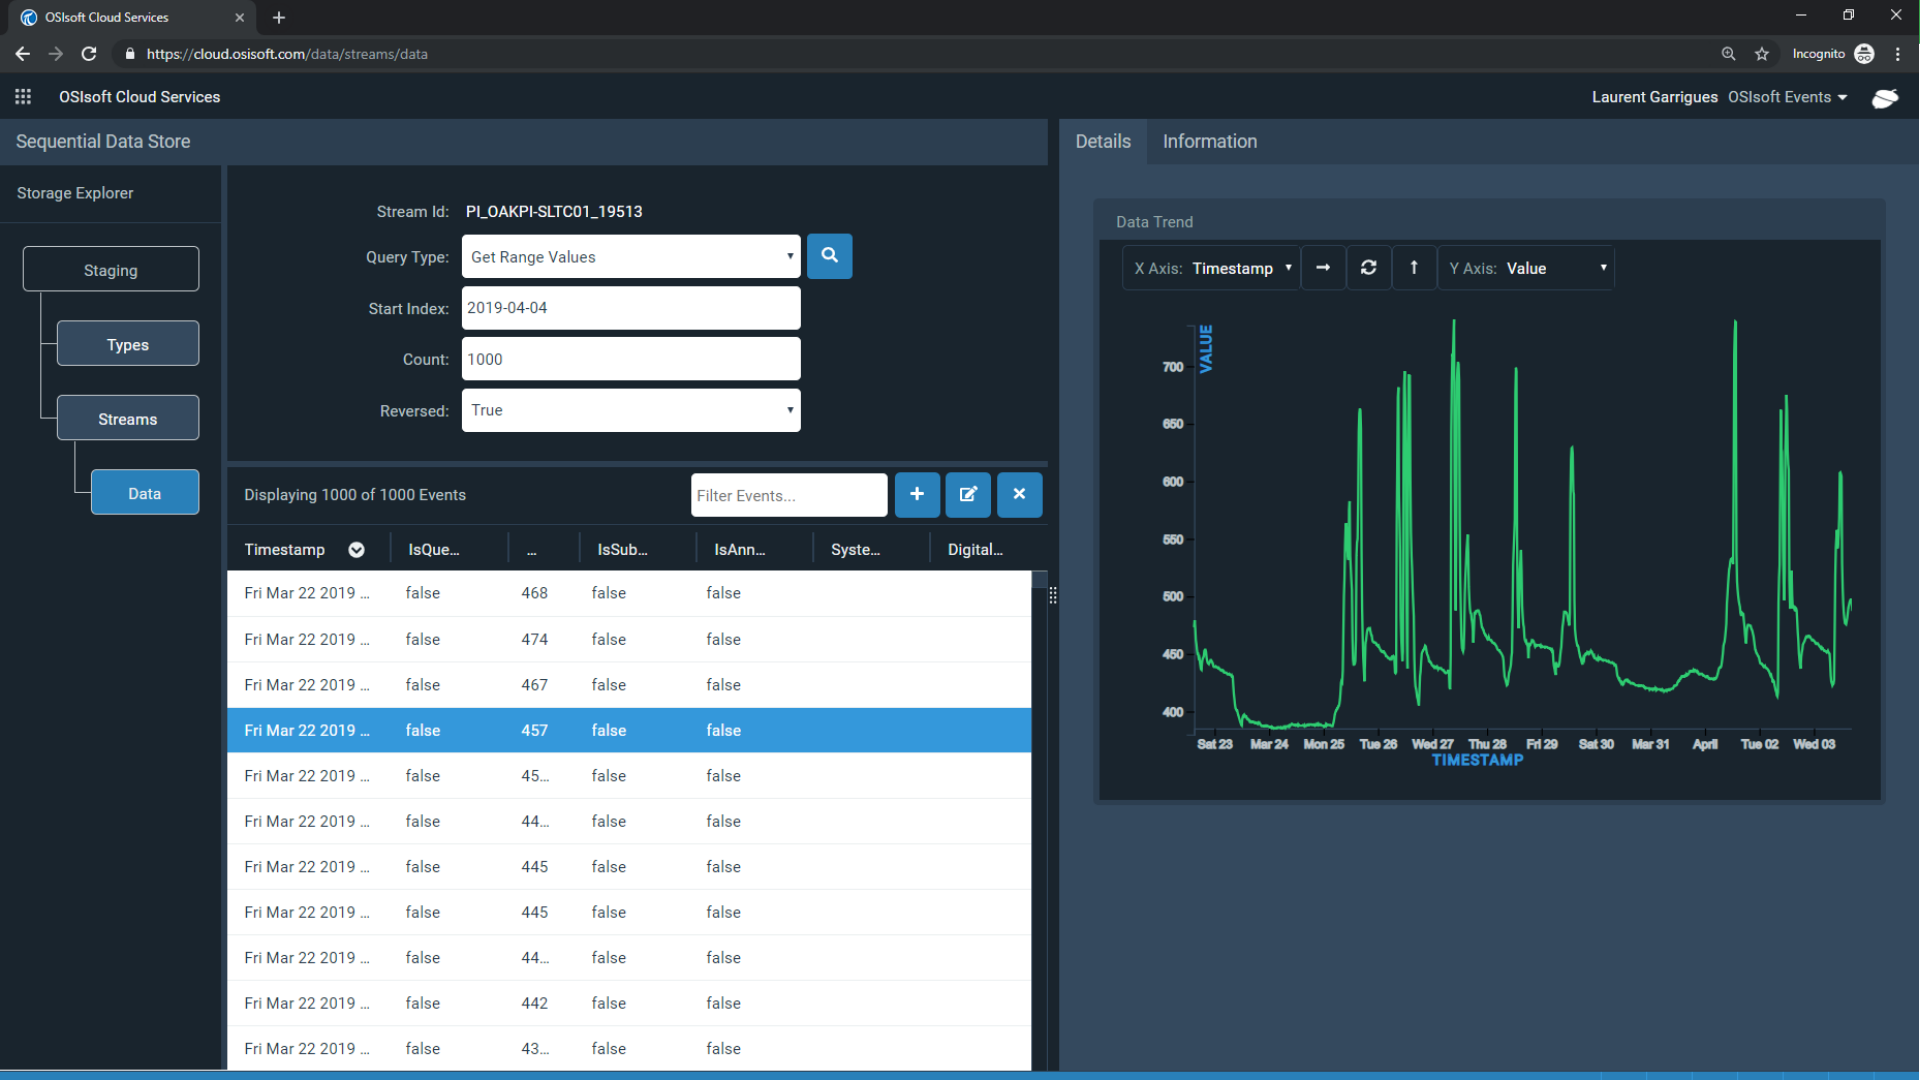 OSIsoft Cloud Services
https://cloud.osisoft.com/data/streams/data
Incognito
OSIsoft Cloud Services
Laurent Garrigues OSIsoft Events
Sequential Data Store
Storage Explorer
Staging
Types
Streams
Data
Stream Id: PI_OAKPI-SLTC01_19513
Query Type: Get Range Values
Start Index: 2019-04-04
Count: 1000
Reversed: True
Displaying 1000 of 1000 Events
Filter Events...
Timestamp IsQue... ... IsSub... IsAnn... Syste... Digital...
Fri Mar 22 2019 ... false 468 false false
Fri Mar 22 2019 ... false 474 false false
Fri Mar 22 2019 ... false 467 false false
Fri Mar 22 2019 ... false 457 false false
Fri Mar 22 2019 ... false 45... false false
Fri Mar 22 2019 ... false 44... false false
Fri Mar 22 2019 ... false 445 false false
Fri Mar 22 2019 ... false 445 false false
Fri Mar 22 2019 ... false 44... false false
Fri Mar 22 2019 ... false 442 false false
Fri Mar 22 2019 ... false 43... false false
Details Information
Data Trend
X Axis: Timestamp
Y Axis: Value
VALUE
700
650
600
550
500
450
400
Sat 23 Mar 24 Mon 25 Tue 26 Wed 27 Thu 28 Fri 29 Sat 30 Mar 31 April Tue 02 Wed 03
TIMESTAMP